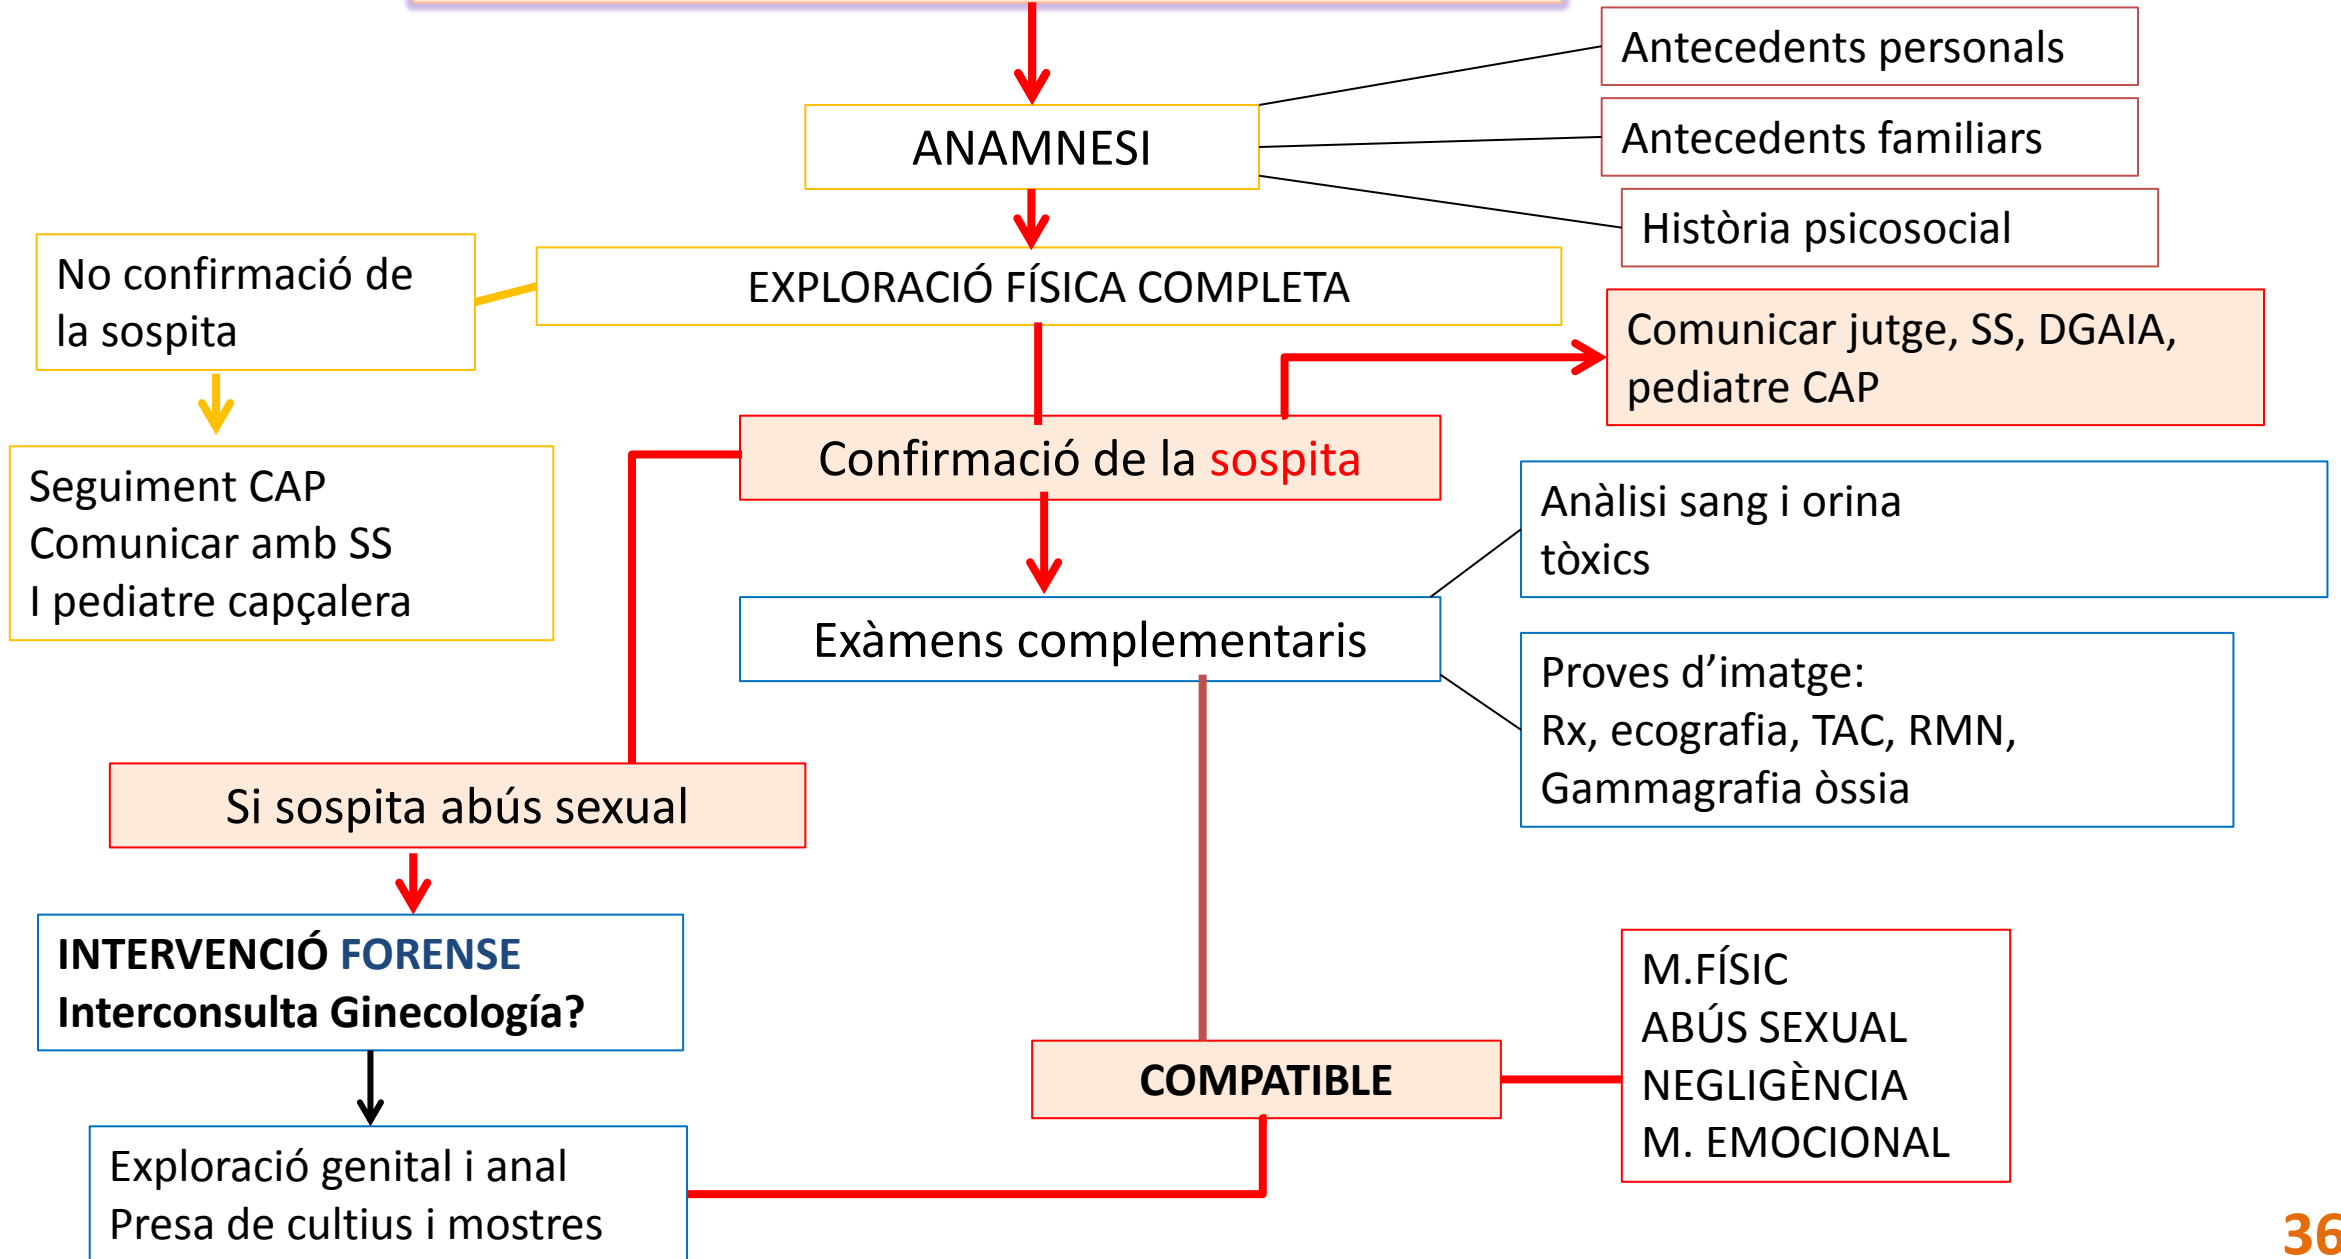 Antecedents personals
ANAMNESI
Antecedents familiars
Història psicosocial
No confirmació de
la sospita
EXPLORACIÓ FÍSICA COMPLETA
Comunicar jutge, SS, DGAIA,
pediatre CAP
Confirmació de la sospita
Seguiment CAP
Comunicar amb SS
I pediatre capçalera
Anàlisi sang i orina
tòxics
Exàmens complementaris
Proves d’imatge:
Rx, ecografia, TAC, RMN,
Gammagrafia òssia
Si sospita abús sexual
INTERVENCIÓ FORENSE
Interconsulta Ginecología?
M.FÍSIC
ABÚS SEXUAL
NEGLIGÈNCIA
M. EMOCIONAL
COMPATIBLE
Exploració genital i anal
Presa de cultius i mostres
36